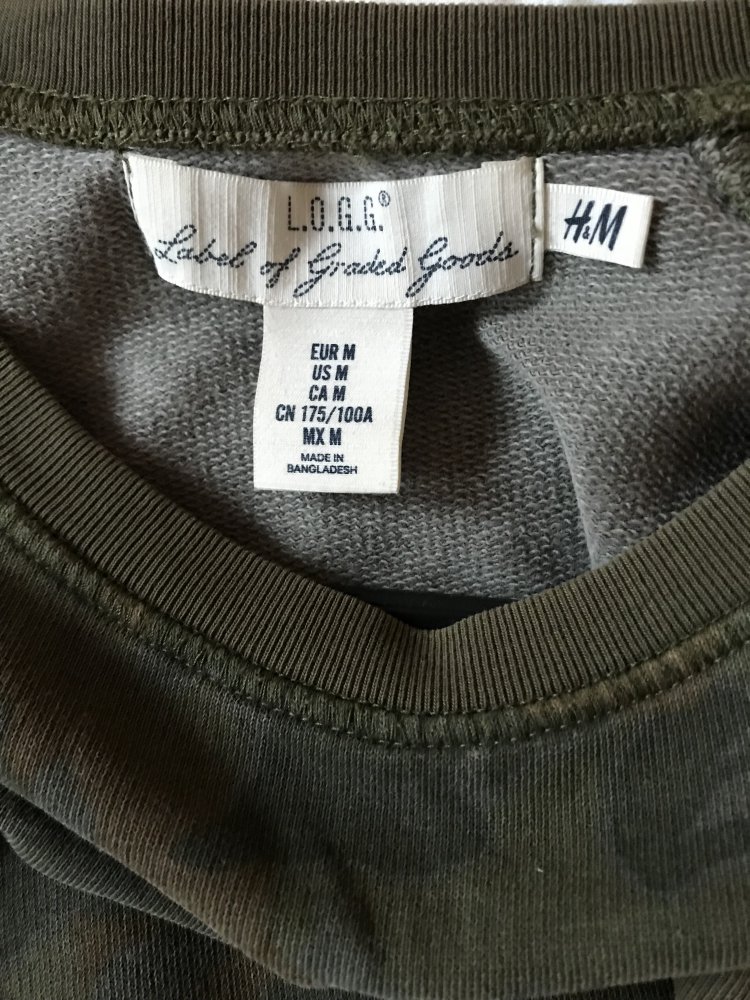 L.O.G.G.®
Label of Graded Goods
H&M
EUR M
US M
CA M
CN 175/100A
MX M
MADE IN
BANGLADESH